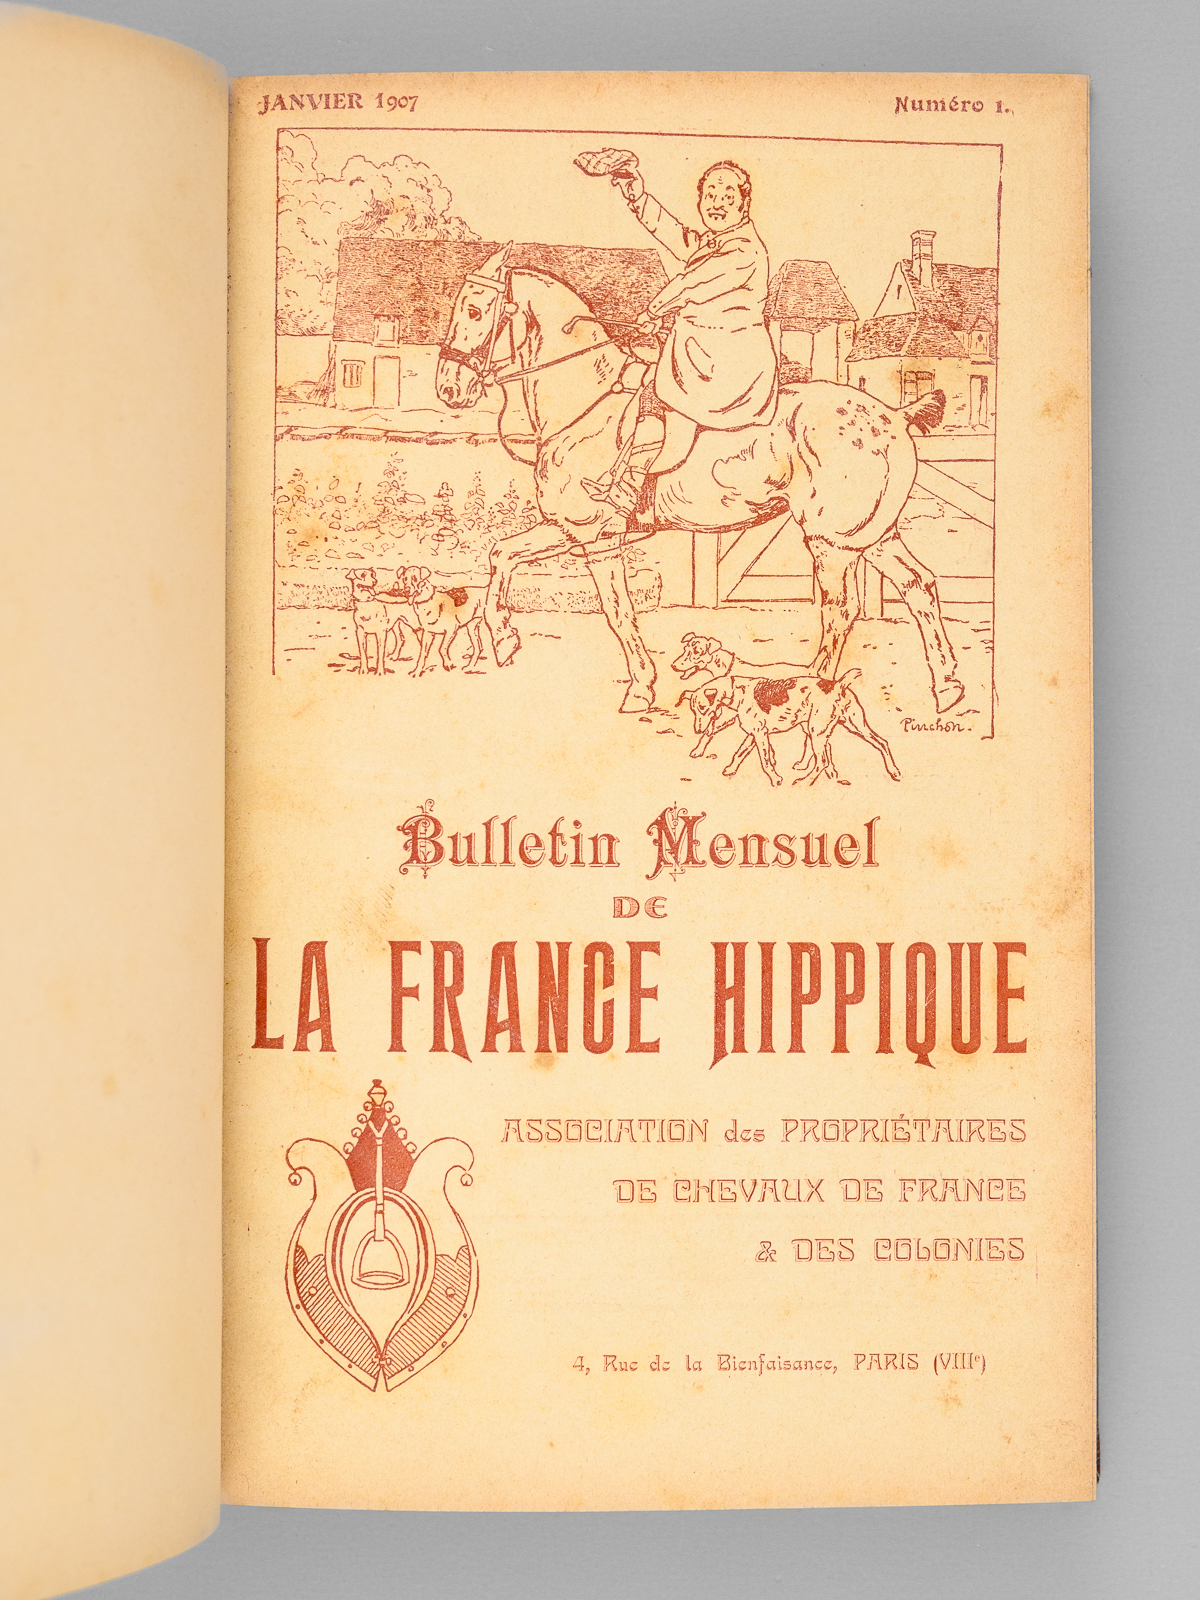 JANVIER 1907
Numéro 1.
Pinchon.
Bulletin Mensuel
DE
LA FRANCE HIPPIQUE
ASSOCIATION des PROPRIÉTAIRES
DE CHEVAUX DE FRANCE
& DES COLONIES
4, Rue de la Bienfaisance, PARIS (VIIIe)